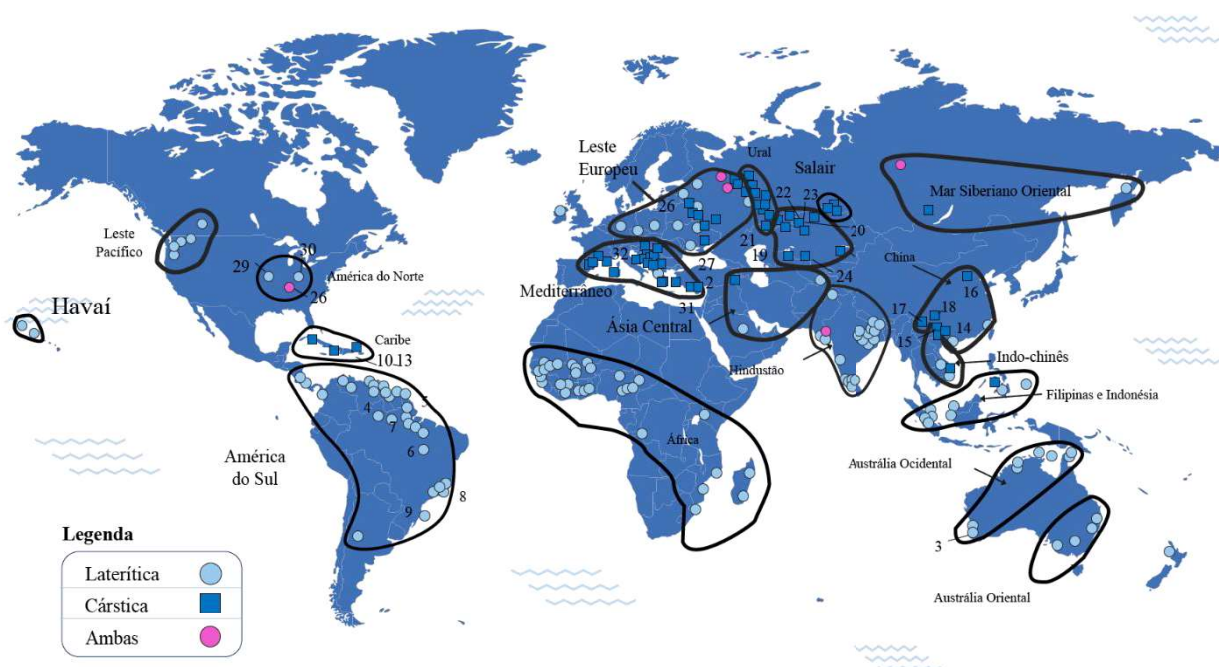 Leste
Europeu
Ural
Salair
26
22
23
Mar Siberiano Oriental
20
Leste
Pacífico
30
29
América do Norte
26
32
21
19
27
24
China
Havaí
Mediterrâneo
2
31
Ásia Central
16
17
18
14
15
Caribe
10
13
Hindustão
Indo-chinês
Filipinas e Indonésia
4
5
7
6
África
América
do Sul
8
9
Austrália Ocidental
3
Austrália Oriental
Legenda
Laterítica
Cárstica
Ambas